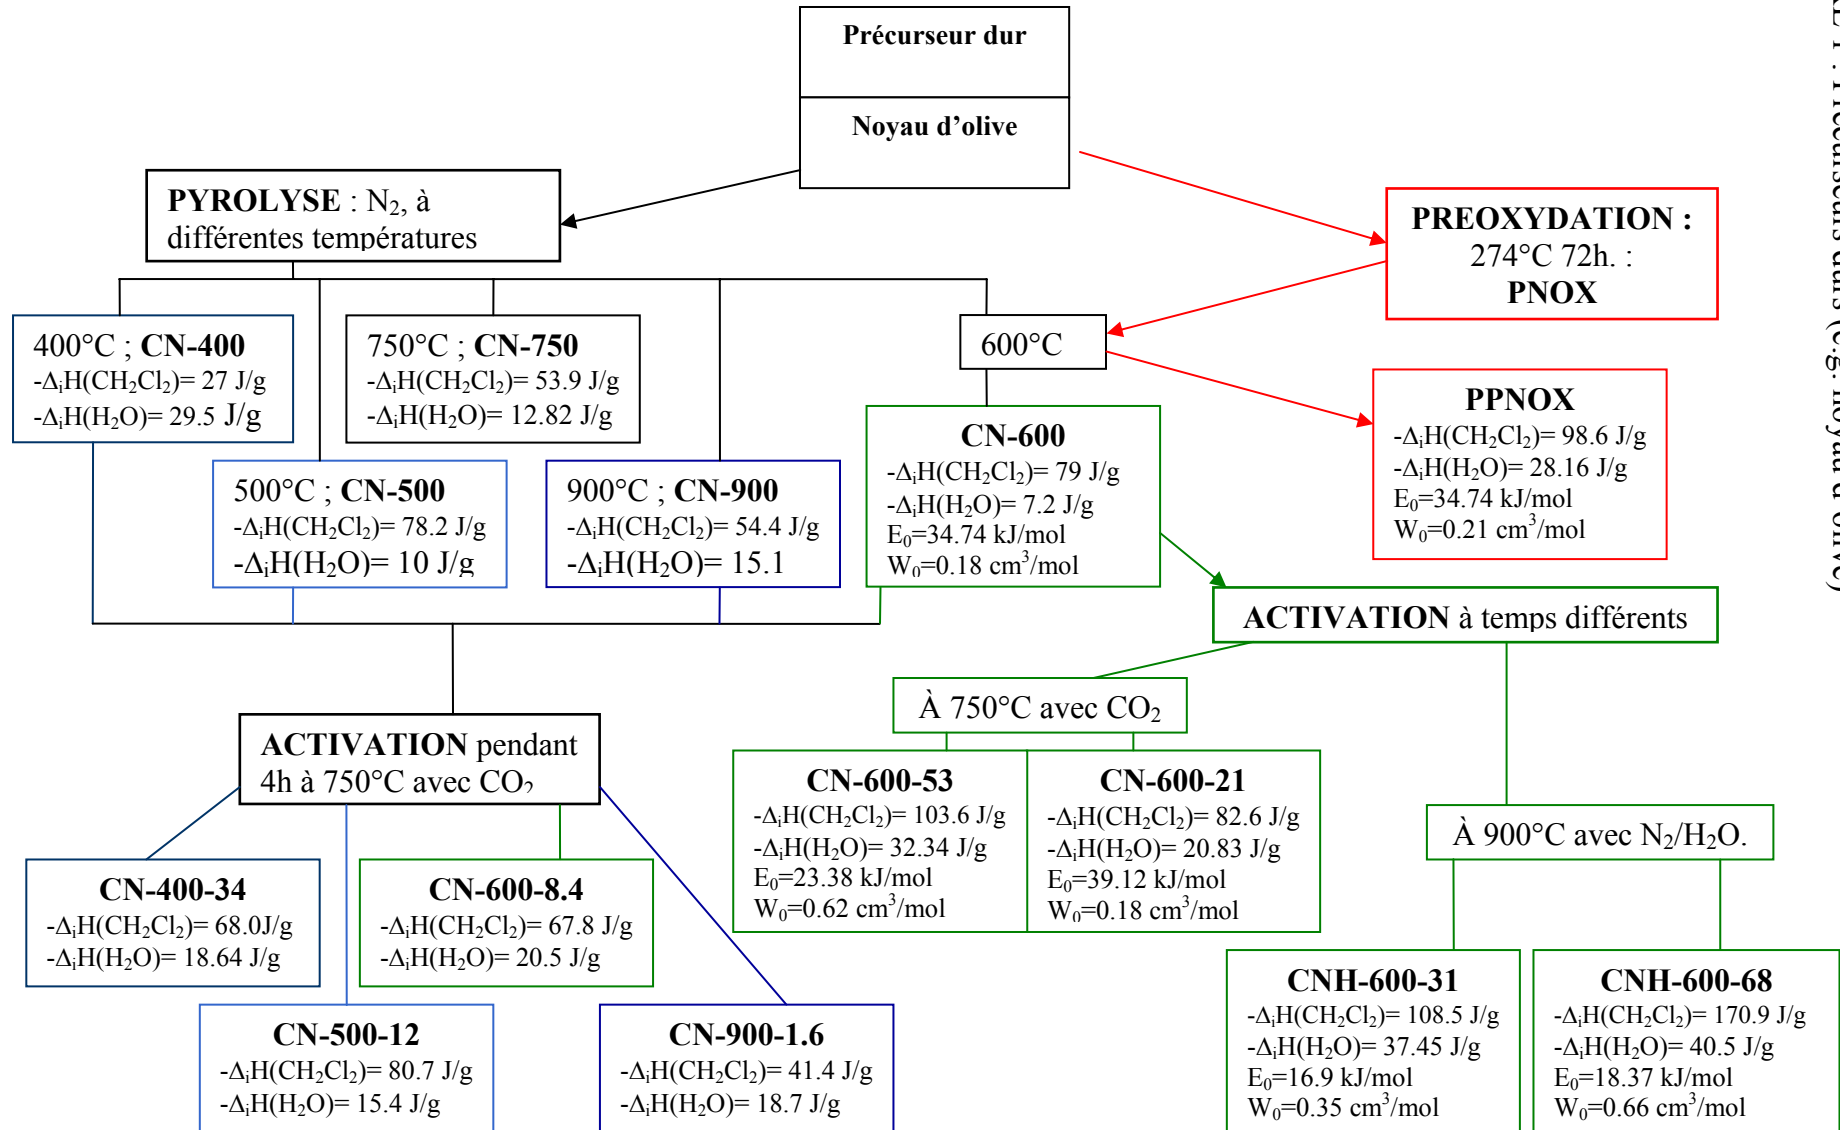 Précurseur dur
Noyau d’olive
PYROLYSE : N₂, à
différentes températures
PREOXYDATION :
274°C 72h. :
PNOX
400°C ; CN-400
-ΔᵢH(CH₂Cl₂)= 27 J/g
-ΔᵢH(H₂O)= 29.5 J/g
750°C ; CN-750
-ΔᵢH(CH₂Cl₂)= 53.9 J/g
-ΔᵢH(H₂O)= 12.82 J/g
600°C
500°C ; CN-500
-ΔᵢH(CH₂Cl₂)= 78.2 J/g
-ΔᵢH(H₂O)= 10 J/g
900°C ; CN-900
-ΔᵢH(CH₂Cl₂)= 54.4 J/g
-ΔᵢH(H₂O)= 15.1
CN-600
-ΔᵢH(CH₂Cl₂)= 79 J/g
-ΔᵢH(H₂O)= 7.2 J/g
E₀=34.74 kJ/mol
W₀=0.18 cm³/mol
PPNOX
-ΔᵢH(CH₂Cl₂)= 98.6 J/g
-ΔᵢH(H₂O)= 28.16 J/g
E₀=34.74 kJ/mol
W₀=0.21 cm³/mol
ACTIVATION à temps différents
À 750°C avec CO₂
ACTIVATION pendant
4h à 750°C avec CO₂
CN-600-53
-ΔᵢH(CH₂Cl₂)= 103.6 J/g
-ΔᵢH(H₂O)= 32.34 J/g
E₀=23.38 kJ/mol
W₀=0.62 cm³/mol
CN-600-21
-ΔᵢH(CH₂Cl₂)= 82.6 J/g
-ΔᵢH(H₂O)= 20.83 J/g
E₀=39.12 kJ/mol
W₀=0.18 cm³/mol
À 900°C avec N₂/H₂O.
CN-400-34
-ΔᵢH(CH₂Cl₂)= 68.0J/g
-ΔᵢH(H₂O)= 18.64 J/g
CN-600-8.4
-ΔᵢH(CH₂Cl₂)= 67.8 J/g
-ΔᵢH(H₂O)= 20.5 J/g
CN-500-12
-ΔᵢH(CH₂Cl₂)= 80.7 J/g
-ΔᵢH(H₂O)= 15.4 J/g
CN-900-1.6
-ΔᵢH(CH₂Cl₂)= 41.4 J/g
-ΔᵢH(H₂O)= 18.7 J/g
CNH-600-31
-ΔᵢH(CH₂Cl₂)= 108.5 J/g
-ΔᵢH(H₂O)= 37.45 J/g
E₀=16.9 kJ/mol
W₀=0.35 cm³/mol
CNH-600-68
-ΔᵢH(CH₂Cl₂)= 170.9 J/g
-ΔᵢH(H₂O)= 40.5 J/g
E₀=18.37 kJ/mol
W₀=0.66 cm³/mol
: Précurseurs durs (e.g. noyau d’olive)